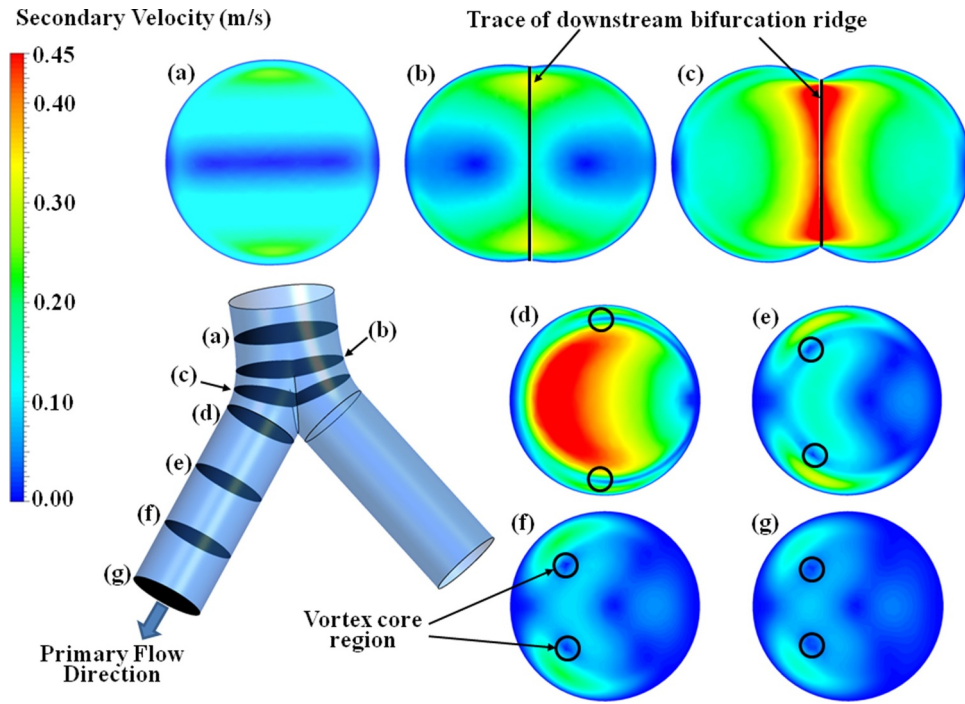 Secondary Velocity (m/s)
Trace of downstream bifurcation ridge
0.45
0.40
0.30
0.20
0.10
0.00
(a)
(b)
(c)
(a)
(b)
(c)
(d)
(e)
(f)
(g)
Primary Flow
Direction
(d)
(e)
(f)
(g)
Vortex core
region